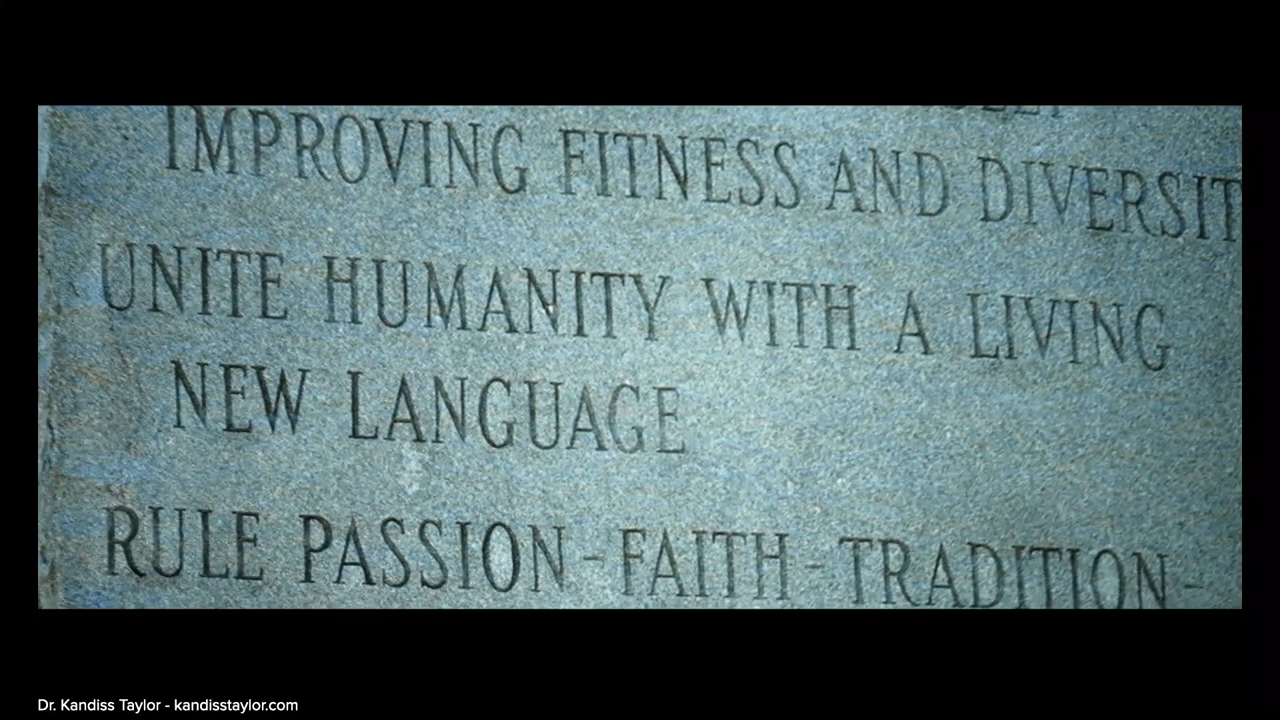 IMPROVING FITNESS AND DIVERSIT
UNITE HUMANITY WITH A LIVING
NEW LANGUAGE
RULE PASSION - FAITH - TRADITION -
Dr. Kandiss Taylor - kandisstaylor.com